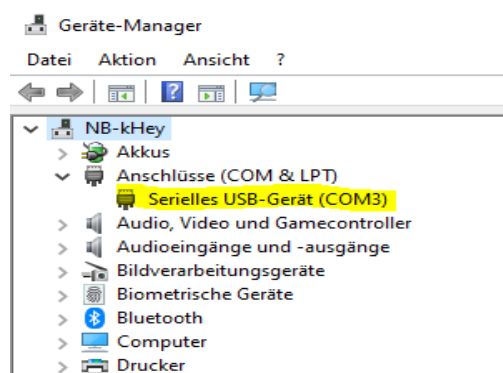 Geräte-Manager
Datei Aktion Ansicht ?
NB-kHey
Akkus
Anschlüsse (COM & LPT)
Serielles USB-Gerät (COM3)
Audio, Video und Gamecontroller
Audioeingänge und -ausgänge
Bildverarbeitungsgeräte
Biometrische Geräte
Bluetooth
Computer
Drucker